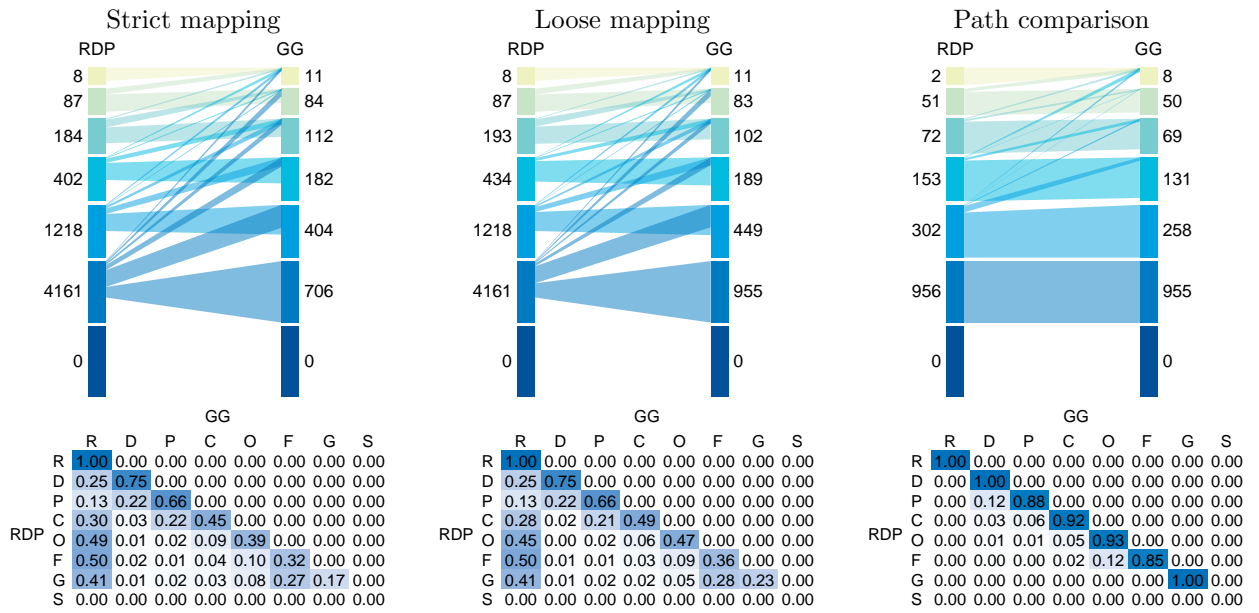 Strict mapping Loose mapping Path comparison
RDP GG RDP GG RDP GG
8 11 8 11 2 8
87 84 87 83 51 50
184 112 193 102 72 69
402 182 434 189 153 131
1218 404 1218 449 302 258
4161 706 4161 955 956 955
0 0 0 0 0 0
GG GG GG
R D P C O F G S R D P C O F G S R D P C O F G S
R 1.00 0.00 0.00 0.00 0.00 0.00 0.00 0.00 R 1.00 0.00 0.00 0.00 0.00 0.00 0.00 0.00 R 1.00 0.00 0.00 0.00 0.00 0.00 0.00 0.00
D 0.25 0.75 0.00 0.00 0.00 0.00 0.00 0.00 D 0.25 0.75 0.00 0.00 0.00 0.00 0.00 0.00 D 0.00 1.00 0.00 0.00 0.00 0.00 0.00 0.00
P 0.13 0.22 0.66 0.00 0.00 0.00 0.00 0.00 P 0.13 0.22 0.66 0.00 0.00 0.00 0.00 0.00 P 0.00 0.12 0.88 0.00 0.00 0.00 0.00 0.00
C 0.30 0.03 0.22 0.45 0.00 0.00 0.00 0.00 C 0.28 0.02 0.21 0.49 0.00 0.00 0.00 0.00 C 0.00 0.03 0.06 0.92 0.00 0.00 0.00 0.00
RDP RDP RDP
O 0.49 0.01 0.02 0.09 0.39 0.00 0.00 0.00 O 0.45 0.00 0.02 0.06 0.47 0.00 0.00 0.00 O 0.00 0.01 0.01 0.05 0.93 0.00 0.00 0.00
F 0.50 0.02 0.01 0.04 0.10 0.32 0.00 0.00 F 0.50 0.01 0.01 0.02 0.09 0.36 0.00 0.00 F 0.00 0.00 0.00 0.02 0.12 0.85 0.00 0.00
G 0.41 0.01 0.02 0.03 0.08 0.27 0.17 0.00 G 0.41 0.01 0.02 0.02 0.05 0.28 0.23 0.00 G 0.00 0.00 0.00 0.00 0.00 0.00 1.00 0.00
S 0.00 0.00 0.00 0.00 0.00 0.00 0.00 0.00 S 0.00 0.00 0.00 0.00 0.00 0.00 0.00 0.00 S 0.00 0.00 0.00 0.00 0.00 0.00 0.00 0.00